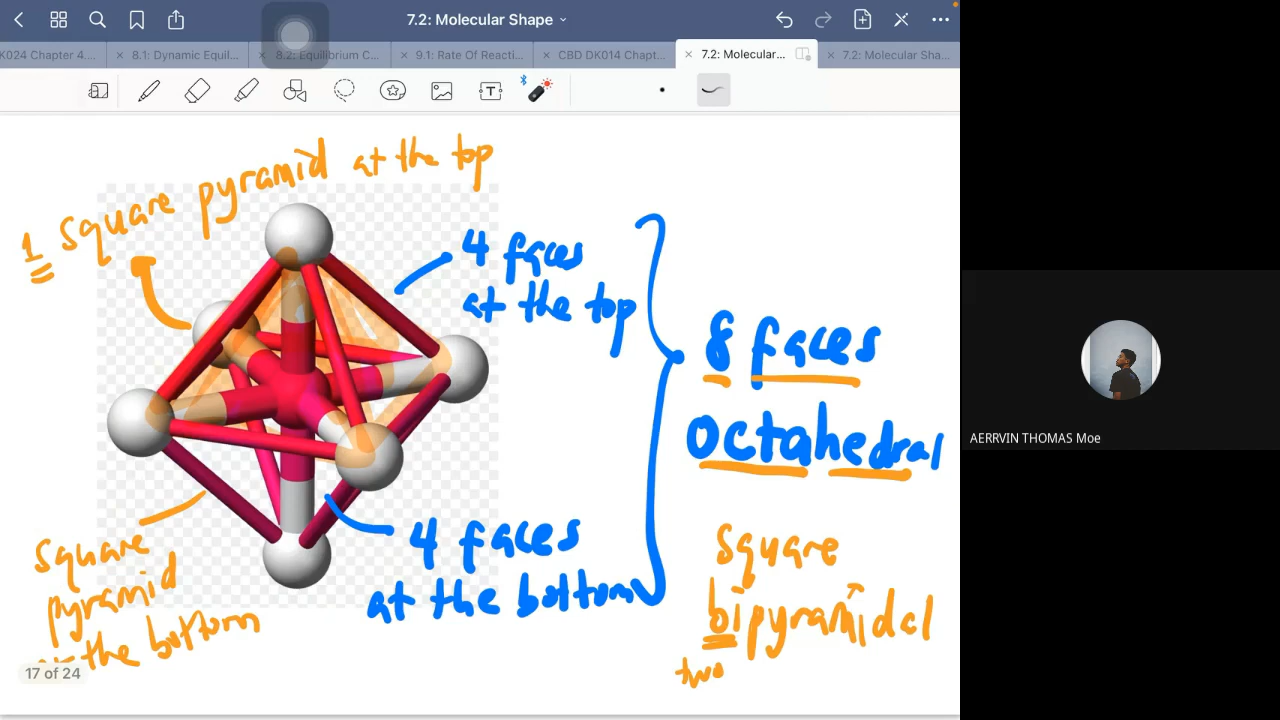 7.2: Molecular Shape
K024 Chapter 4....
8.1: Dynamic Equil...
8.2: Equilibrium C...
9.1: Rate Of Reacti...
CBD DK014 Chapt...
7.2: Molecular...
7.2: Molecular Sha...
T
1 square pyramid at the top
4 faces
at the top
8 faces
octahedral
4 faces
at the bottom
square
pyramid
at the bottom
square
bipyramidal
two
17 of 24
AERRVIN THOMAS Moe